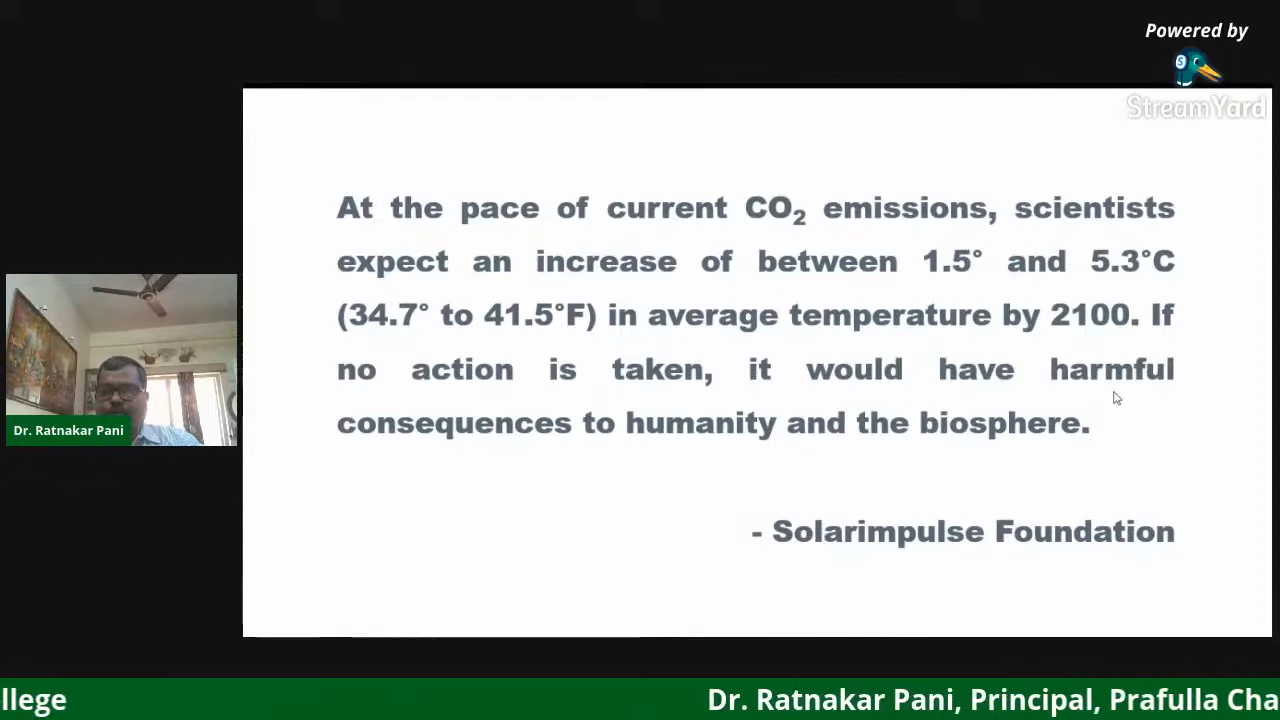 Powered by
StreamYard
At the pace of current CO₂ emissions, scientists
expect an increase of between 1.5° and 5.3°C
(34.7° to 41.5°F) in average temperature by 2100. If
no action is taken, it would have harmful
consequences to humanity and the biosphere.
- Solarimpulse Foundation
Dr. Ratnakar Pani
llege
Dr. Ratnakar Pani, Principal, Prafulla Cha